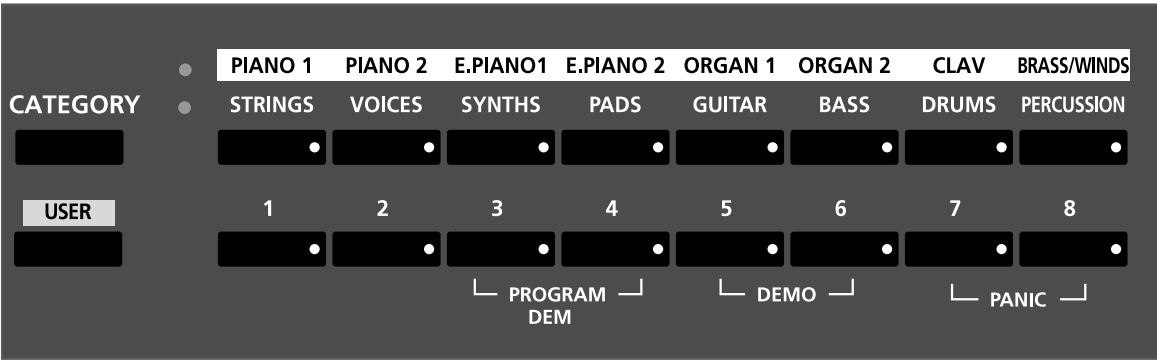 PIANO 1 PIANO 2 E.PIANO1 E.PIANO 2 ORGAN 1 ORGAN 2 CLAV BRASS/WINDS
CATEGORY STRINGS VOICES SYNTHS PADS GUITAR BASS DRUMS PERCUSSION
USER 1 2 3 4 5 6 7 8
PROGRAM DEMO PANIC
DEM